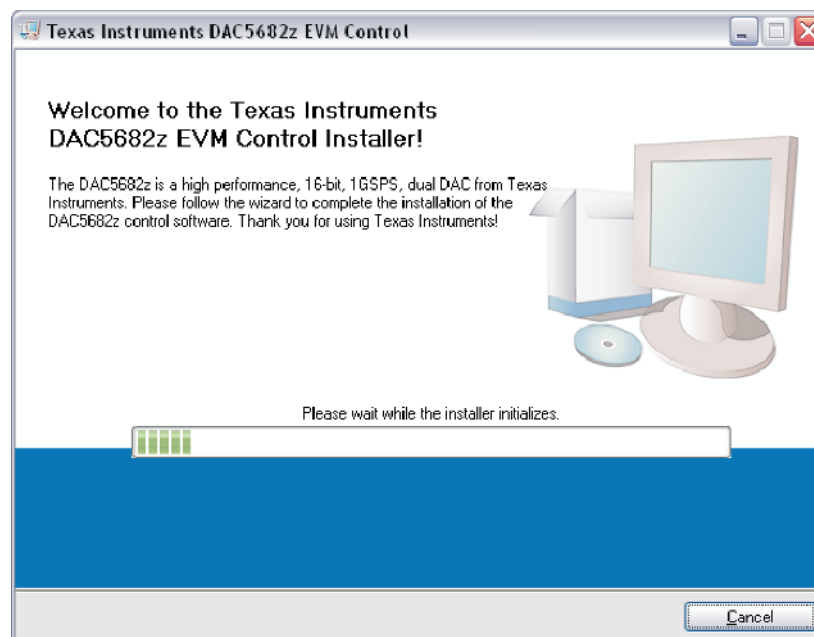 Texas Instruments DAC5682z EVM Control
Welcome to the Texas Instruments
DAC5682z EVM Control Installer!
The DAC5682z is a high performance, 16-bit, 1GSPS, dual DAC from Texas
Instruments. Please follow the wizard to complete the installation of the
DAC5682z control software. Thank you for using Texas Instruments!
Please wait while the installer initializes.
Cancel